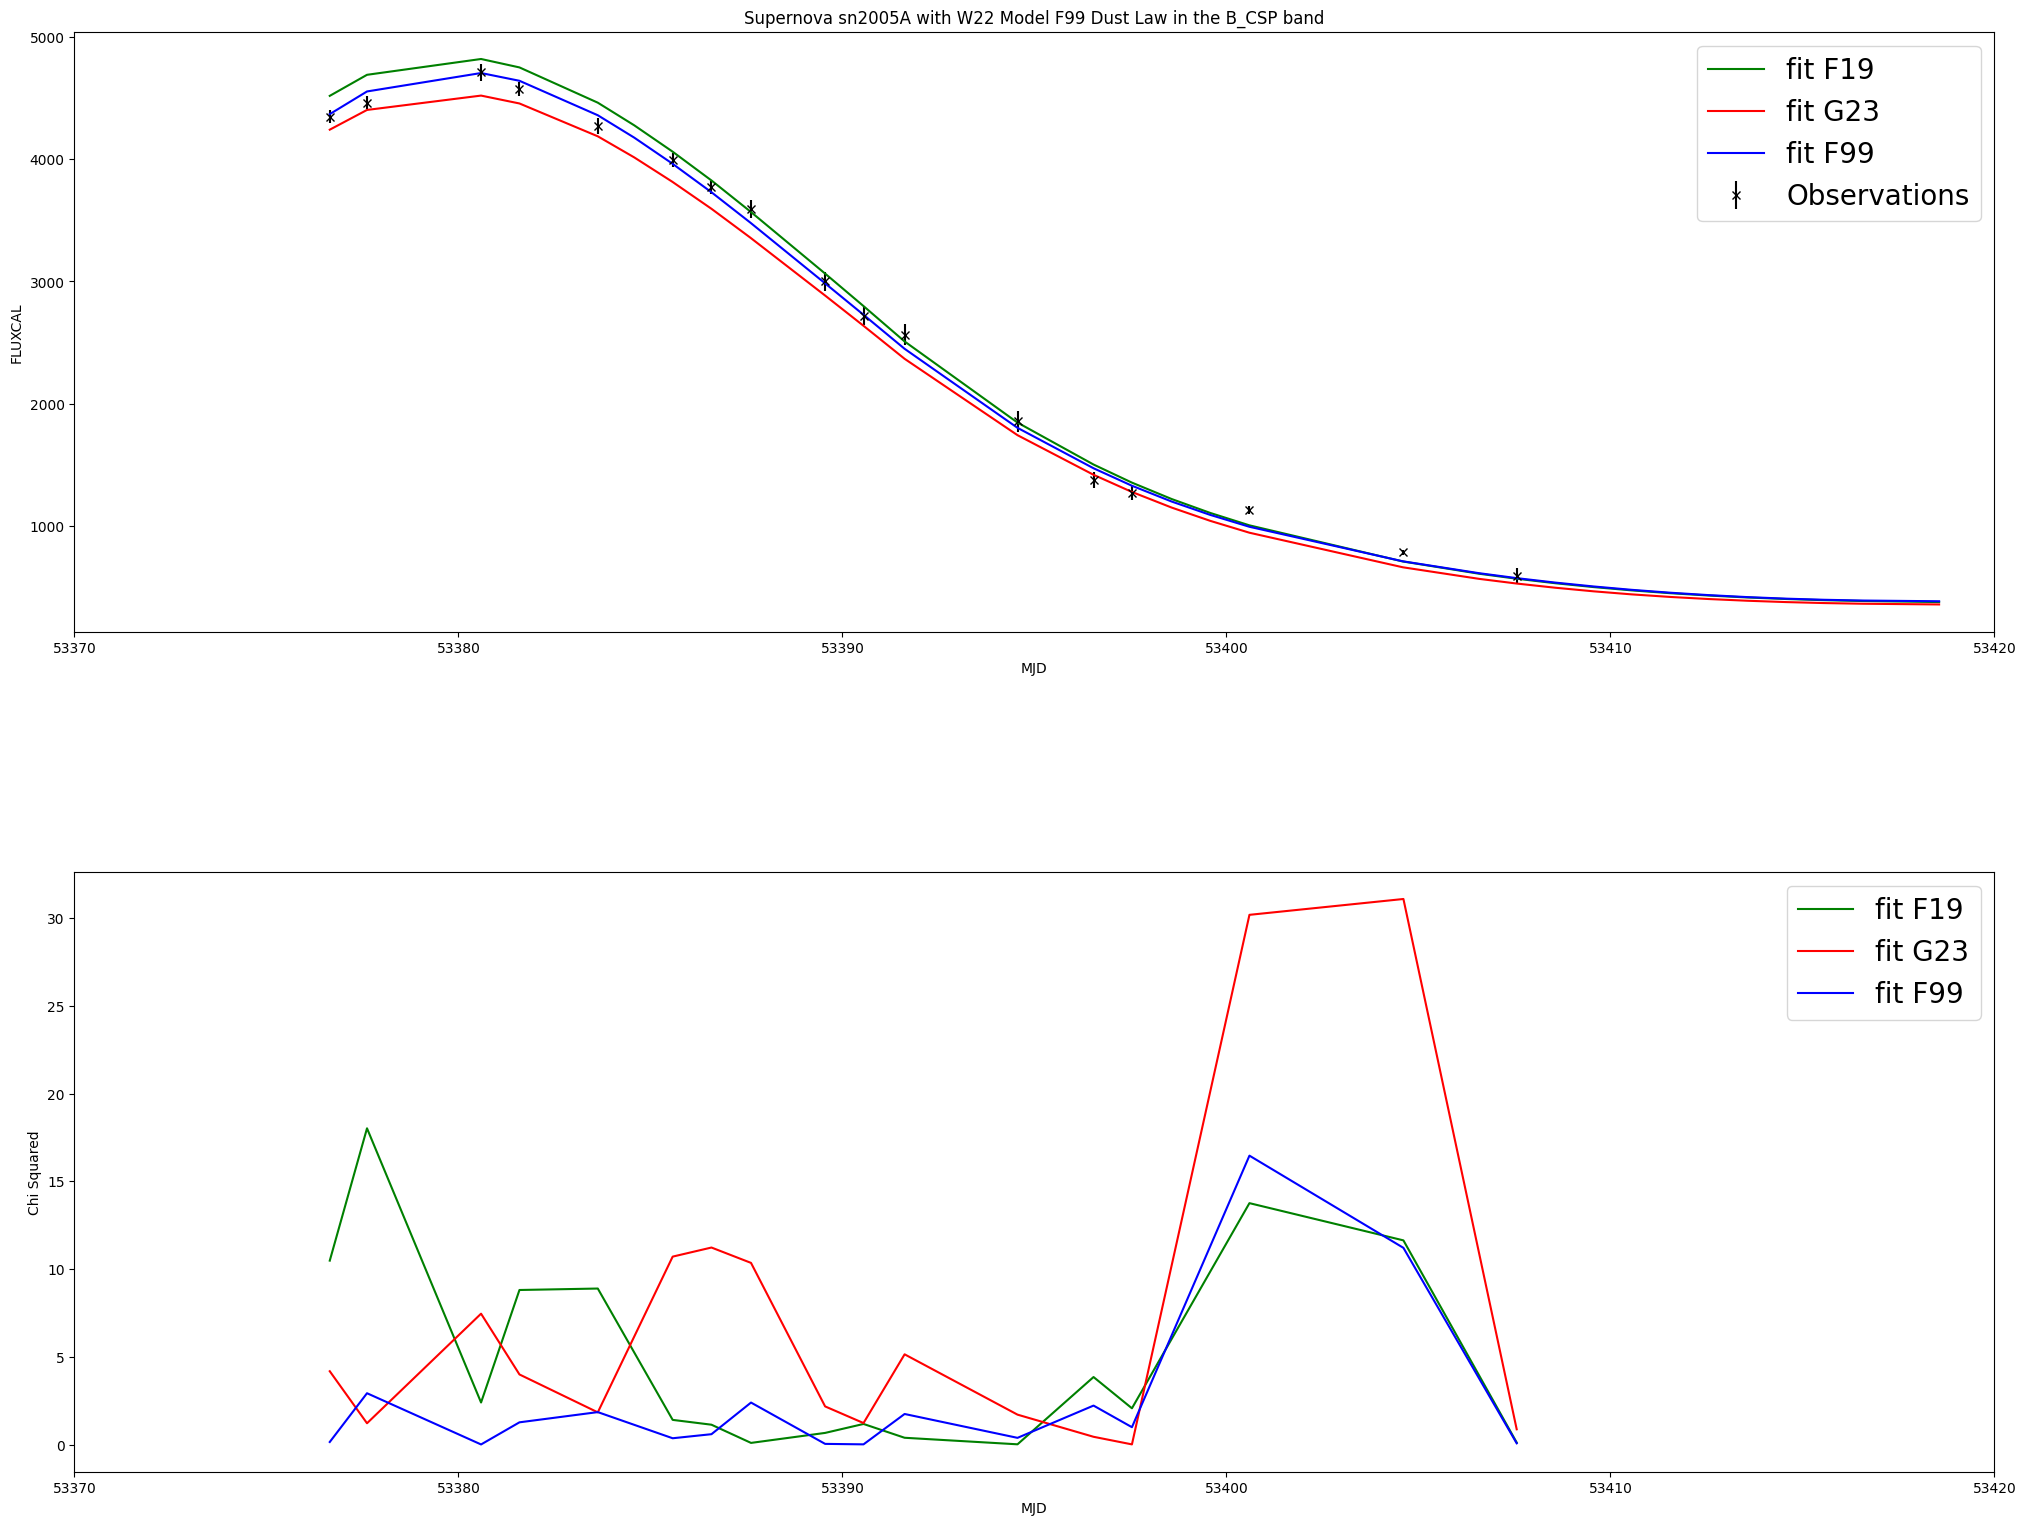 Supernova sn2005A with W22 Model F99 Dust Law in the B_CSP band
5000
4000
3000
2000
1000
FLUXCAL
fit F19
fit G23
fit F99
Observations
53370
53380
53390
53400
53410
53420
MJD
30
25
20
15
10
5
0
Chi Squared
fit F19
fit G23
fit F99
53370
53380
53390
53400
53410
53420
MJD